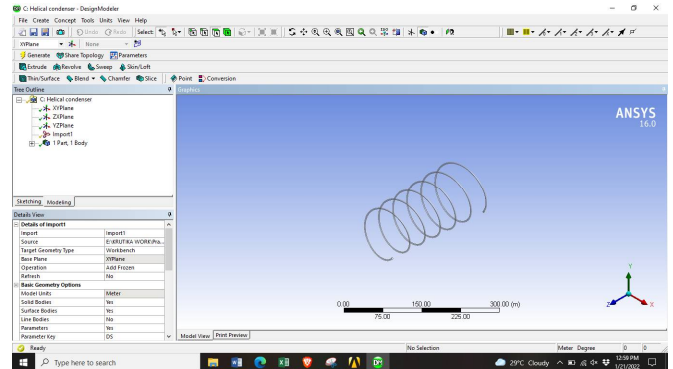 C: Helical condenser - DesignModeler
File Create Concept Tools Units View Help
Undo Redo Select:
XYPlane None
Generate Share Topology Parameters
Extrude Revolve Sweep Skin/Loft
Thin/Surface Blend Chamfer Slice Point Conversion
Tree Outline
Graphics
C: Helical condenser
XYPlane
ZXPlane
YZPlane
Import1
1 Part, 1 Body
ANSYS
16.0
Sketching Modeling
Details View
Details of Import1
Import Import1
Source E:\KRUTIKA WORK\Pra...
Target Geometry Type Workbench
Base Plane XYPlane
Operation Add Frozen
Refresh No
Basic Geometry Options
Model Units Meter
Solid Bodies Yes
Surface Bodies Yes
Line Bodies No
Parameters Yes
Parameter Key DS
0.00 150.00 300.00 (m)
75.00 225.00
Y
Z X
Model View Print Preview
Ready No Selection Meter Degree 0 0
Type here to search
29°C Cloudy
12:59 PM
1/21/2022